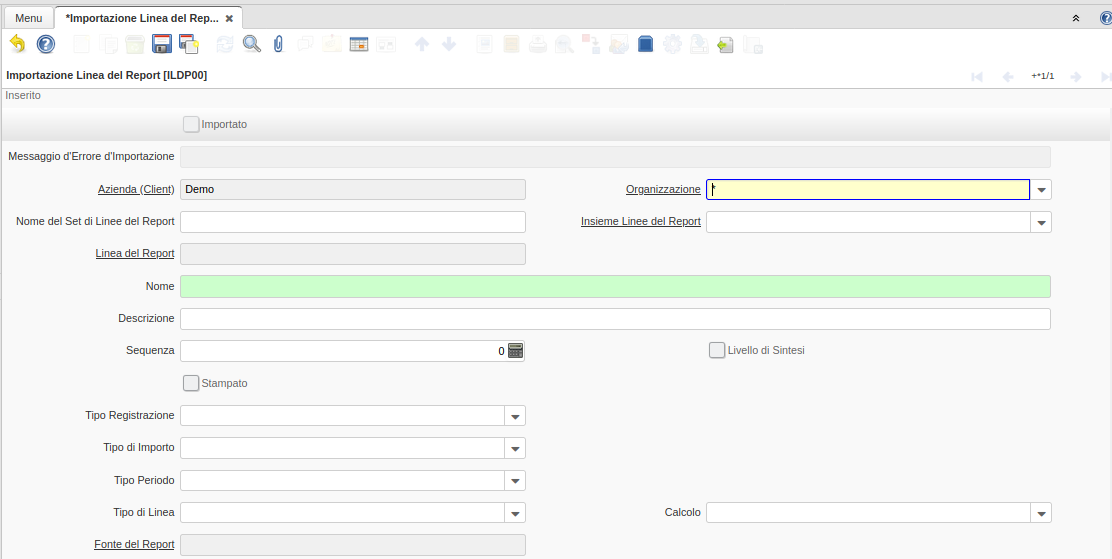 Menu
*Importazione Linea del Rep... ×
Importazione Linea del Report [ILDP00]
+*1/1
Inserito
Importato
Messaggio d'Errore d'Importazione
Azienda (Client) Demo Organizzazione *
Nome del Set di Linee del Report Insieme Linee del Report
Linea del Report
Nome
Descrizione
Sequenza 0 Livello di Sintesi
Stampato
Tipo Registrazione
Tipo di Importo
Tipo Periodo
Tipo di Linea Calcolo
Fonte del Report